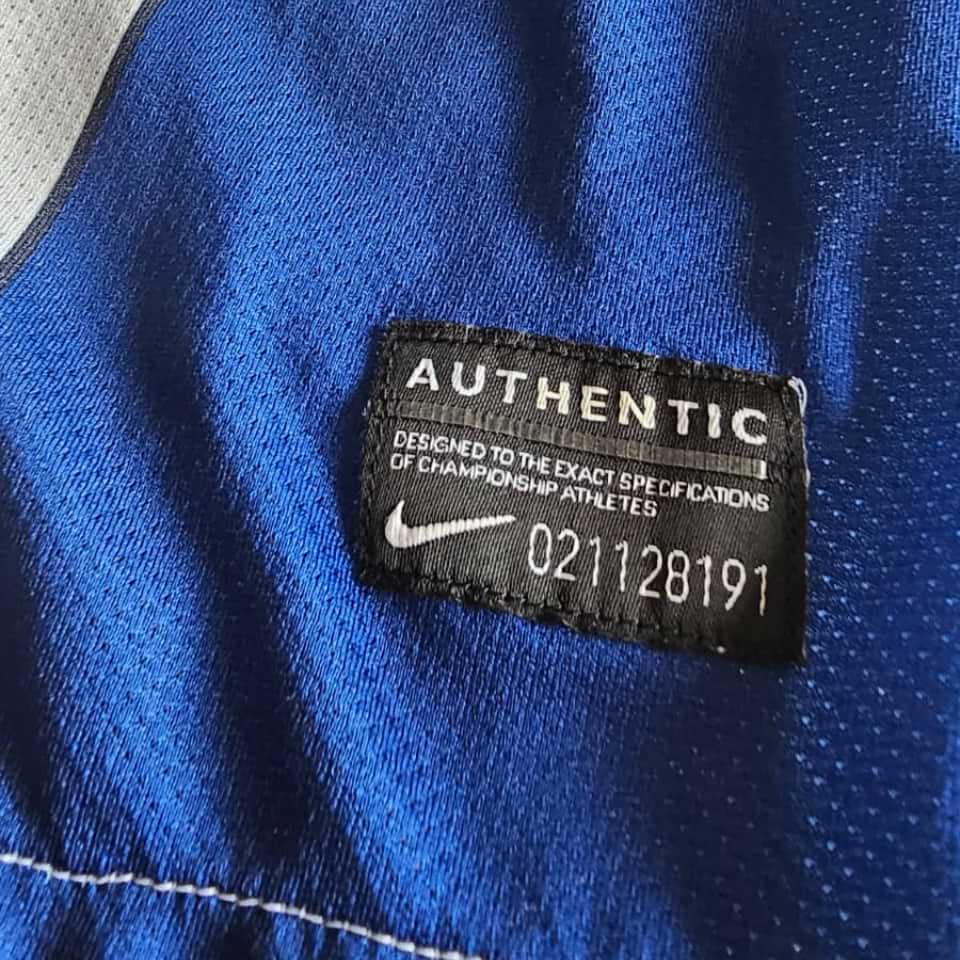 AUTHENTIC
DESIGNED TO THE EXACT SPECIFICATIONS
OF CHAMPIONSHIP ATHLETES
021128191